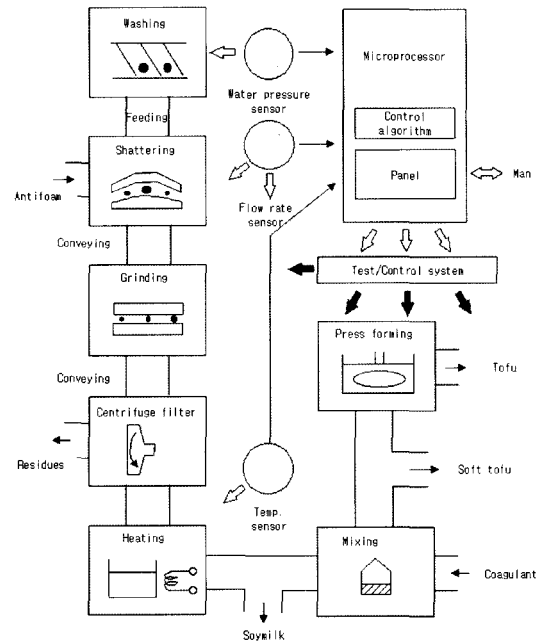 Washing
Water pressure
sensor
Microprocessor
Control
algorithm
Panel
Man
Feeding
Shattering
Antifoam
Flow rate
sensor
Conveying
Test/Control system
Grinding
Press forming
Tofu
Conveying
Centrifuge filter
Residues
Soft tofu
Temp.
sensor
Heating
Mixing
Coagulant
Soymilk